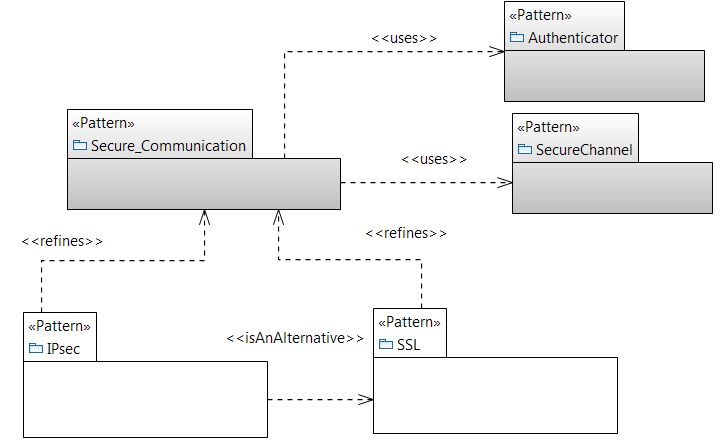 «Pattern»
Authenticator
<<uses>>
«Pattern»
Secure_Communication
«Pattern»
SecureChannel
<<uses>>
<<refines>>
<<refines>>
«Pattern»
IPsec
<<isAnAlternative>>
«Pattern»
SSL